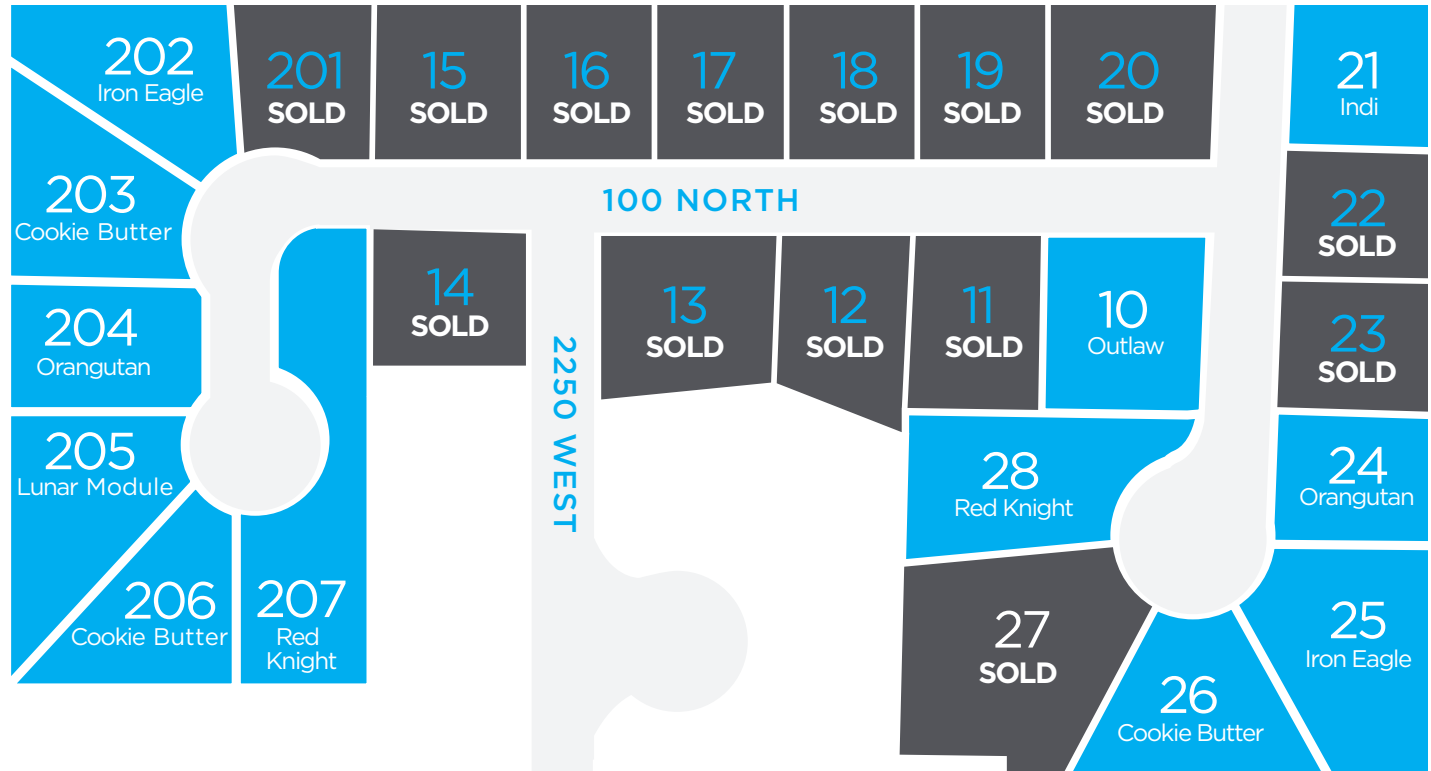 202
Iron Eagle
201
SOLD
15
SOLD
16
SOLD
17
SOLD
18
SOLD
19
SOLD
20
SOLD
21
Indi
203
Cookie Butter
100 NORTH
22
SOLD
204
Orangutan
14
SOLD
13
SOLD
12
SOLD
11
SOLD
10
Outlaw
23
SOLD
2250 WEST
205
Lunar Module
28
Red Knight
24
Orangutan
206
Cookie Butter
207
Red
Knight
27
SOLD
25
Iron Eagle
26
Cookie Butter